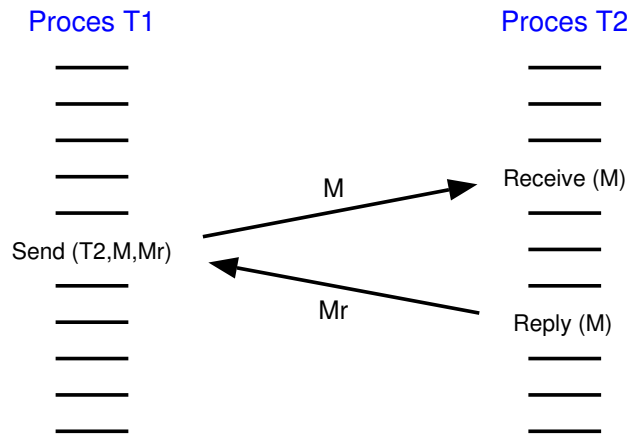 Proces T1
Proces T2
M
Receive (M)
Send (T2,M,Mr)
Mr
Reply (M)